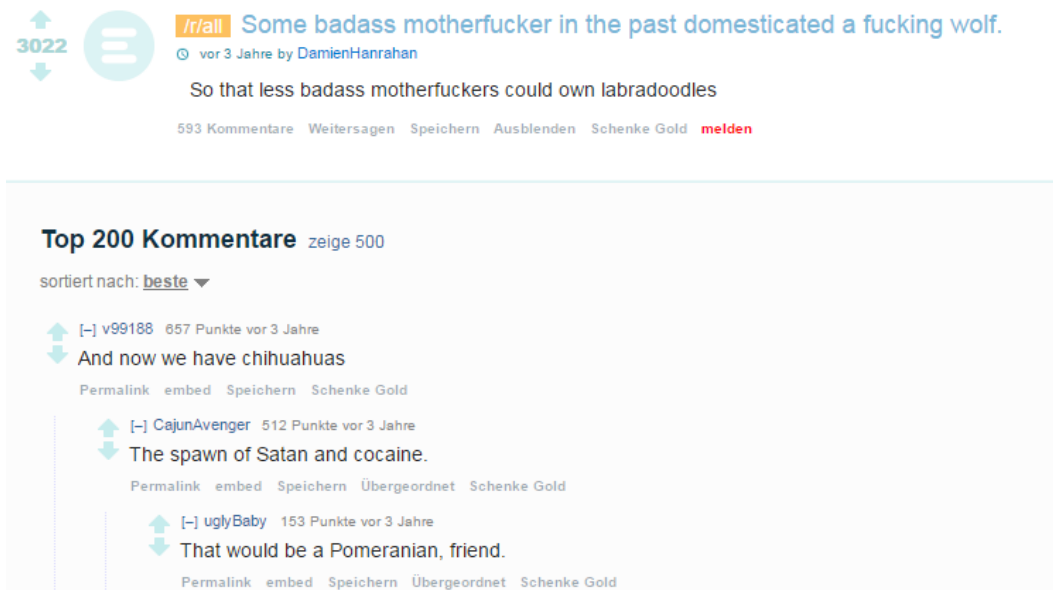 /r/all Some badass motherfucker in the past domesticated a fucking wolf.
3022
vor 3 Jahre by DamienHanrahan
So that less badass motherfuckers could own labradoodles
593 Kommentare Weitersagen Speichern Ausblenden Schenke Gold melden
Top 200 Kommentare zeige 500
sortiert nach: beste
[–] v99188 657 Punkte vor 3 Jahre
And now we have chihuahuas
Permalink embed Speichern Schenke Gold
[–] CajunAvenger 512 Punkte vor 3 Jahre
The spawn of Satan and cocaine.
Permalink embed Speichern Übergeordnet Schenke Gold
[–] uglyBaby 153 Punkte vor 3 Jahre
That would be a Pomeranian, friend.
Permalink embed Speichern Übergeordnet Schenke Gold